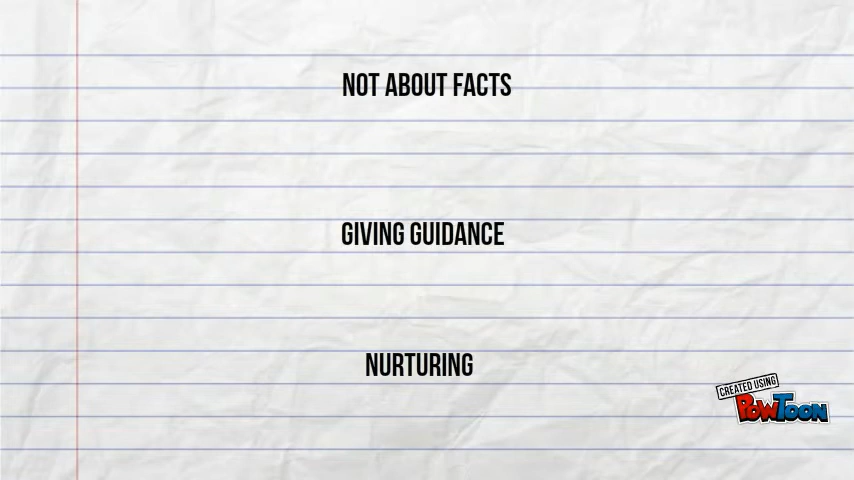 NOT ABOUT FACTS
GIVING GUIDANCE
NURTURING
CREATED USING
POWTOON